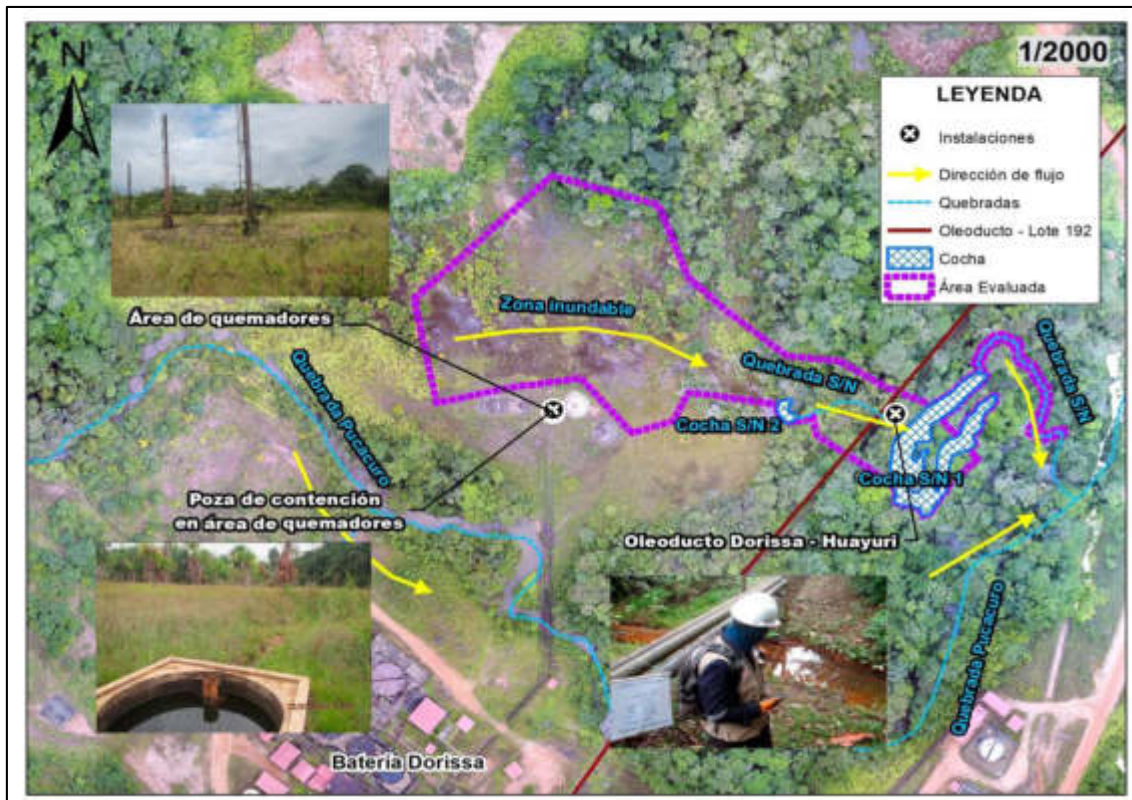 N
1/2000
LEYENDA
Instalaciones
Dirección de flujo
Quebradas
Oleoducto - Lote 192
Cocha
Área Evaluada
Área de quemadores
Zona Inundable
Quebrada S/N
Quebrada S/N
Quebrada Pucacuro
Cocha S/N 2
Cocha S/N 1
Poza de contención
en área de quemadores
Oleoducto Dorissa - Huayuri
Quebrada Pucacuro
Batería Dorissa